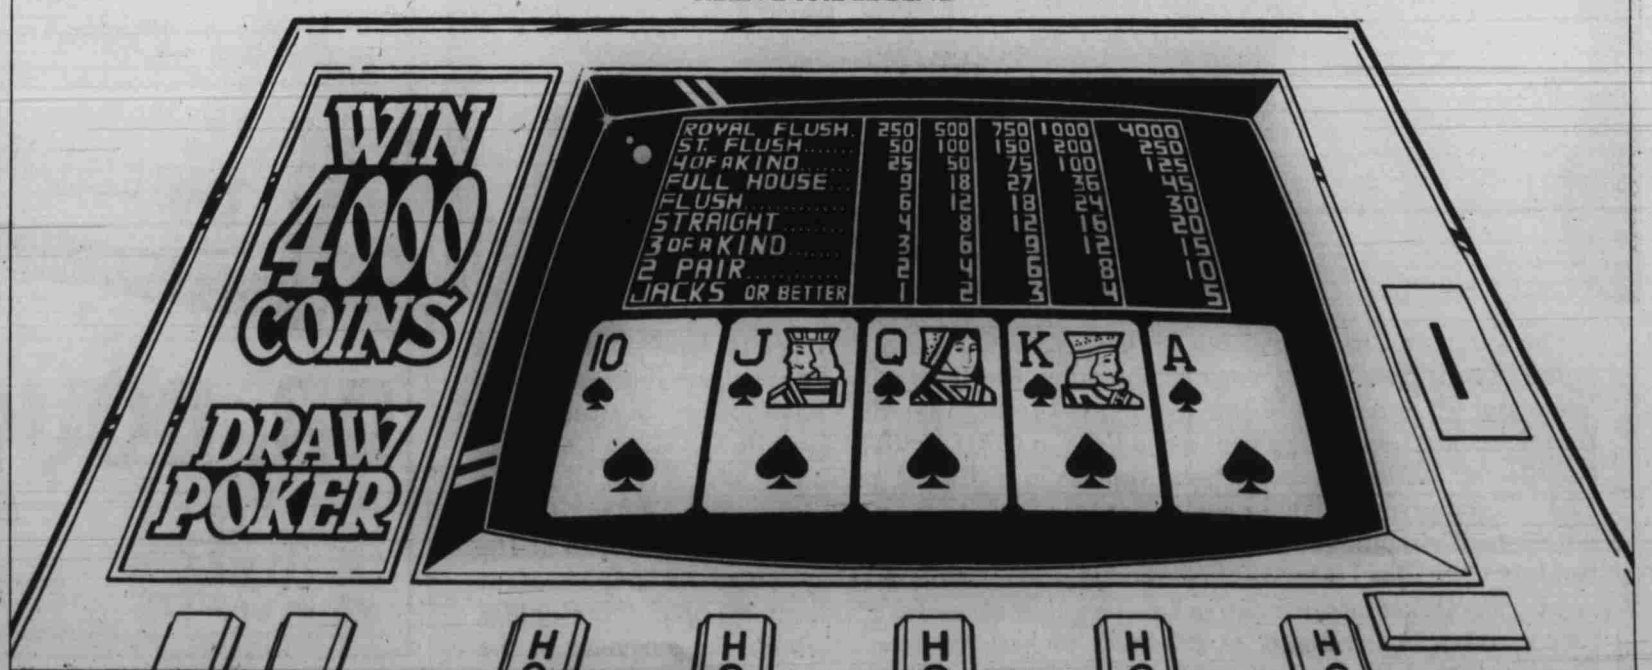 WIN
4000
COINS
DRAW
POKER
ROYAL FLUSH. 250 500 750 1000 4000
ST. FLUSH....... 50 100 150 200 250
4 OF A KIND..... 25 50 75 100 125
FULL HOUSE... 9 18 27 36 45
FLUSH............ 6 12 18 24 30
STRAIGHT........ 4 8 12 16 20
3 OF A KIND...... 3 6 9 12 15
2 PAIR........... 2 4 6 8 10
JACKS OR BETTER 1 2 3 4 5
10 J Q K A
H H H H H